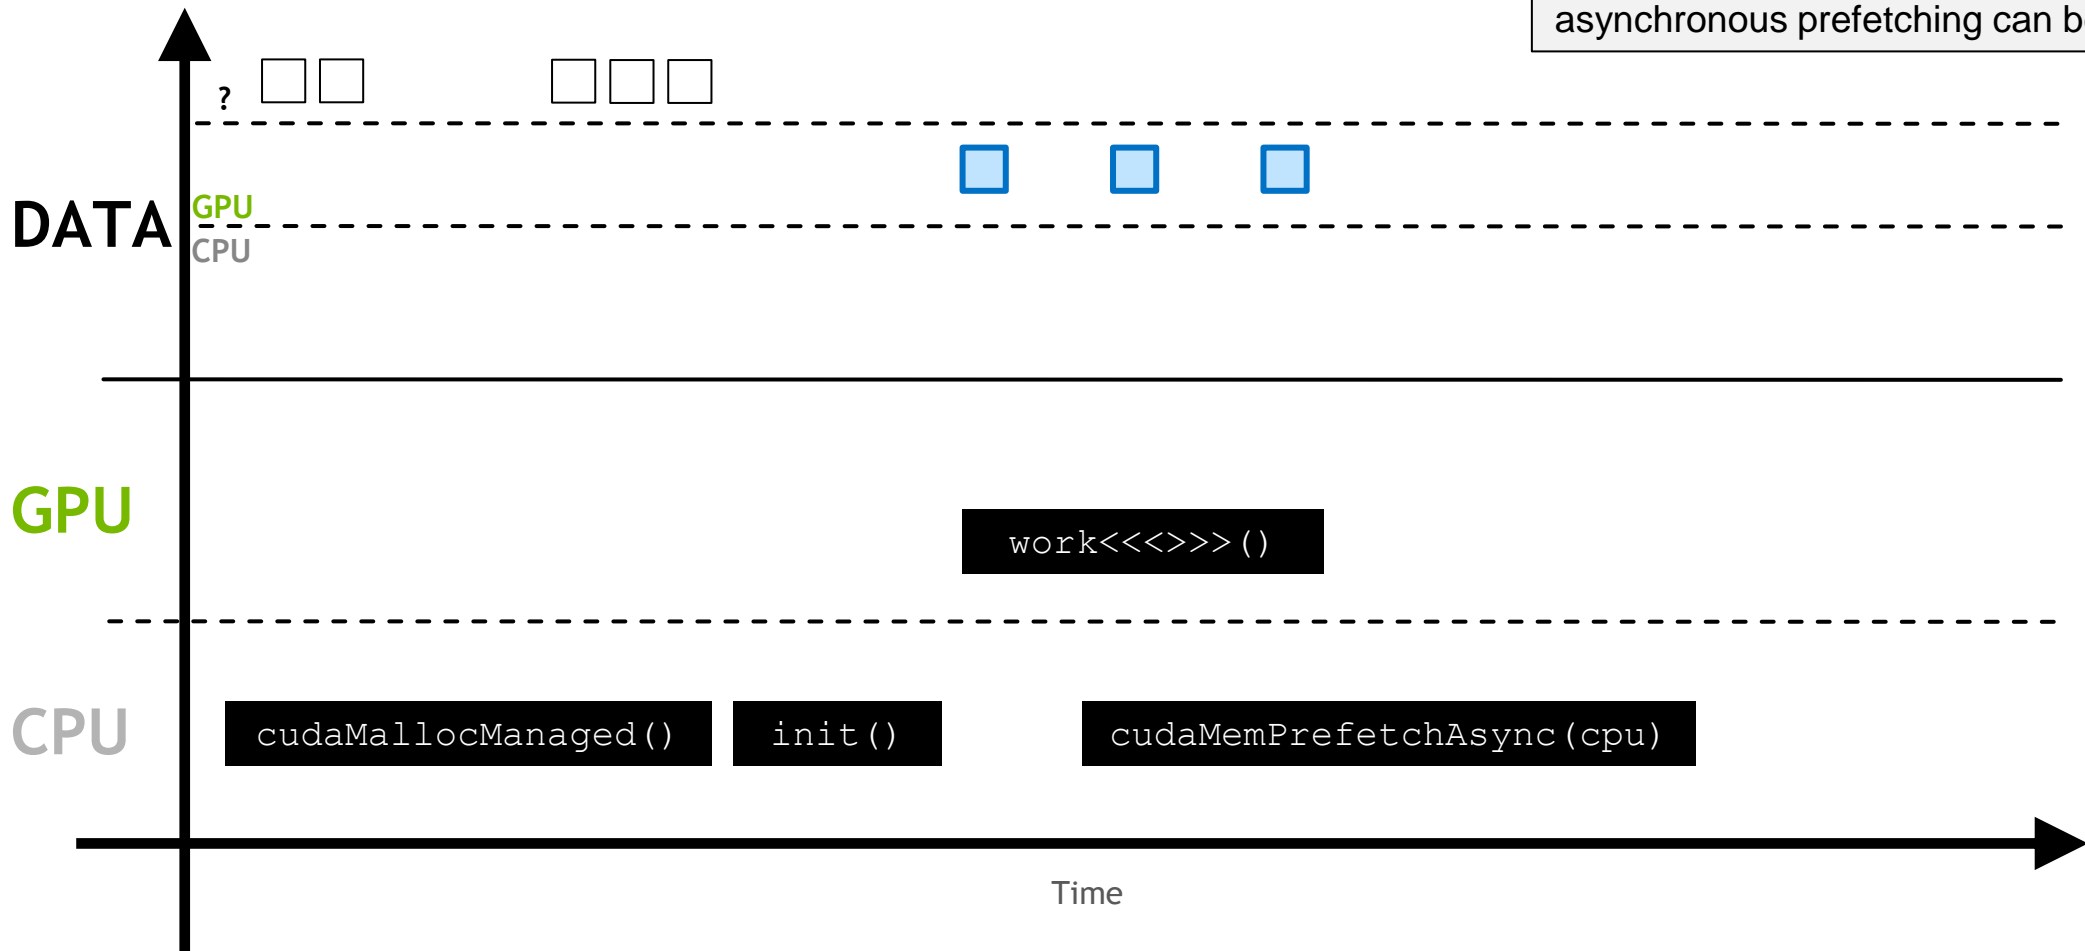 asynchronous prefetching can b
?
DATA
GPU
CPU
GPU
work<<<>>>()
CPU
cudaMallocManaged()
init()
cudaMemPrefetchAsync(cpu)
Time